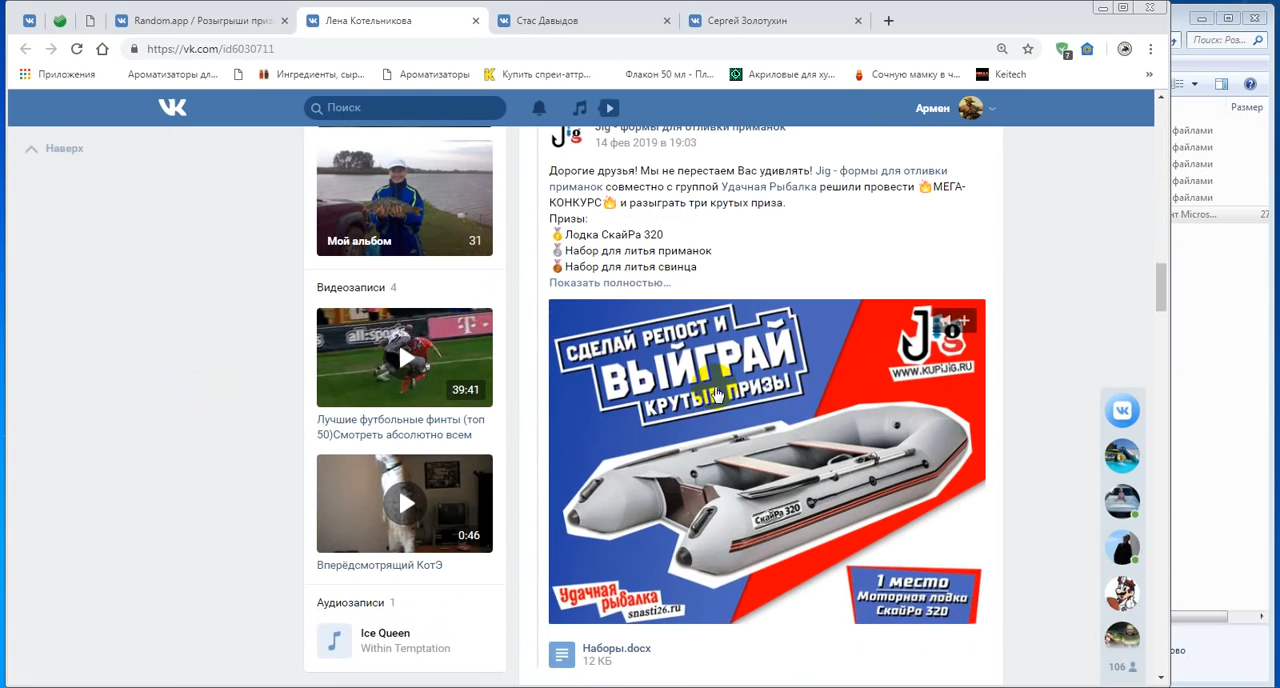 Random.app / Розыгрыши приз
Лена Котельникова
Стас Давыдов
Сергей Золотухин
https://vk.com/id6030711
Поиск: Роз...
Приложения
Ароматизаторы дл...
Ингредиенты, сыр...
Ароматизаторы
Купить спреи-аттр...
Флакон 50 мл - Пл...
Акриловые для ху...
Сочную мамку в ч...
Keitech
»
Размер
Поиск
Армен
файлами
файлами
файлами
файлами
файлами
нт Micros...
27
Наверх
Jig - формы для отливки приманок
14 фев 2019 в 19:03
Дорогие друзья! Мы не перестаем Вас удивлять! Jig - формы для отливки
приманок совместно с группой Удачная Рыбалка решили провести 🔥МЕГА-
КОНКУРС🔥 и разыграть три крутых приза.
Призы:
🥇Лодка СкайРа 320
🥈Набор для литья приманок
🥉Набор для литья свинца
Показать полностью...
Мой альбом 31
Видеозаписи 4
39:41
Лучшие футбольные финты (топ
50)Смотреть абсолютно всем
0:46
Вперёдсмотрящий КотЭ
Аудиозаписи 1
Ice Queen
Within Temptation
СДЕЛАЙ РЕПОСТ И
ВЫЙГРАЙ
КРУТЫЕ ПРИЗЫ
Jig
WWW.KUPIJIG.RU
СкайРа 320
Удачная
рыбалка
snasti26.ru
1 место
Моторная лодка
СкайРа 320
Наборы.docx
12 КБ
7
106
ово